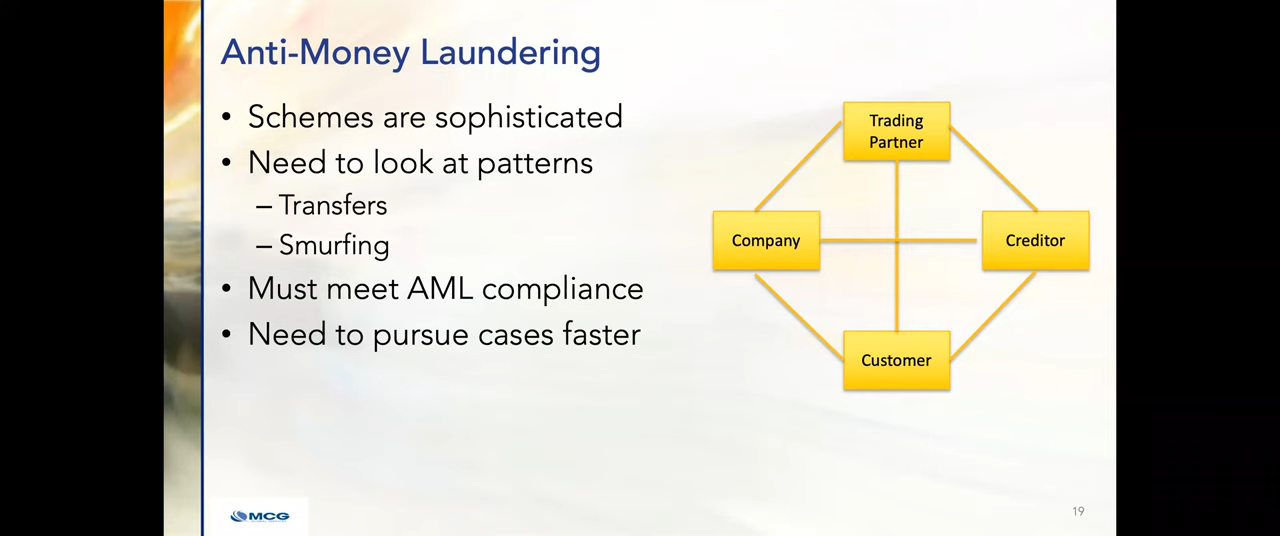 Anti-Money Laundering
• Schemes are sophisticated
• Need to look at patterns
– Transfers
– Smurfing
• Must meet AML compliance
• Need to pursue cases faster
Trading
Partner
Company
Creditor
Customer
MCG
19